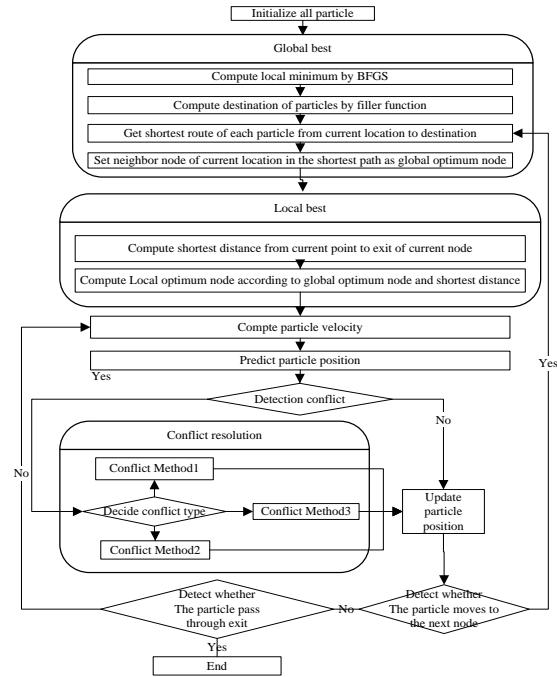 Initialize all particle
Global best
Compute local minimum by BFGS
Compute destination of particles by filler function
Get shortest route of each particle from current location to destination
Set neighbor node of current location in the shortest path as global optimum node
Local best
Compute shortest distance from current point to exit of current node
Compute Local optimum node according to global optimum node and shortest distance
Compte particle velocity
Predict particle position
Yes
Yes
Detection conflict
No
Conflict resolution
No
Conflict Method1
Decide conflict type
Conflict Method3
Conflict Method2
Update
particle
position
Detect whether
The particle pass
through exit
No
Detect whether
The particle moves to
the next node
Yes
End